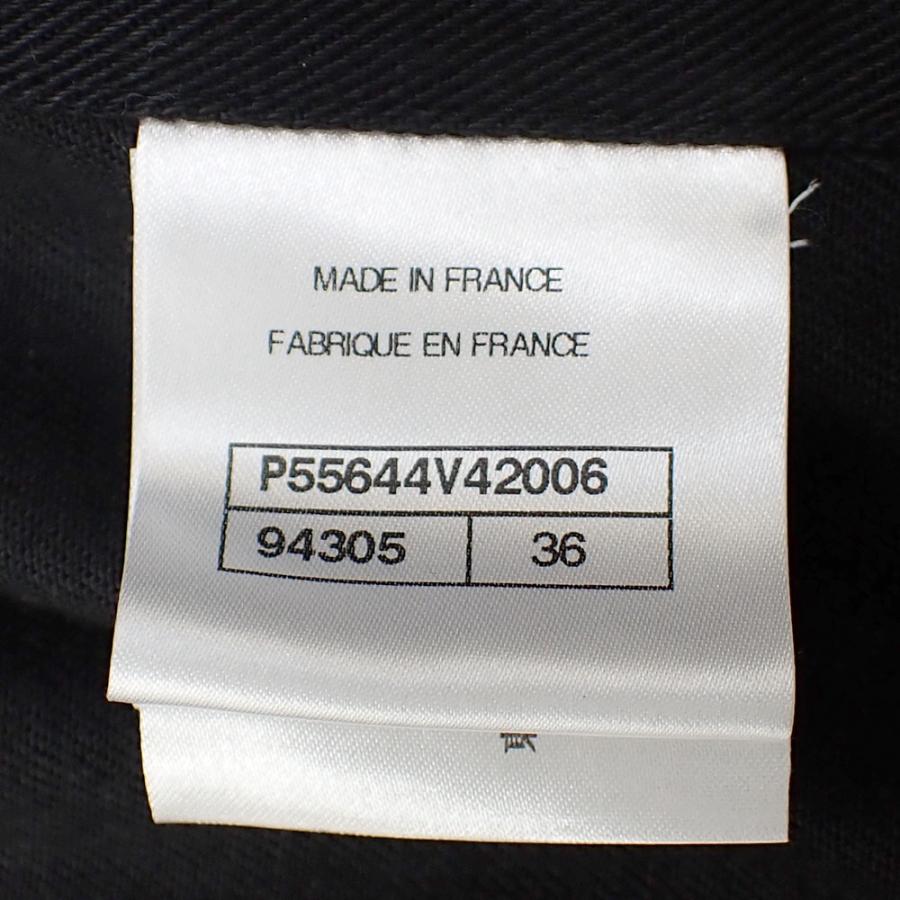 MADE IN FRANCE
FABRIQUE EN FRANCE
P55644V42006
94305 36